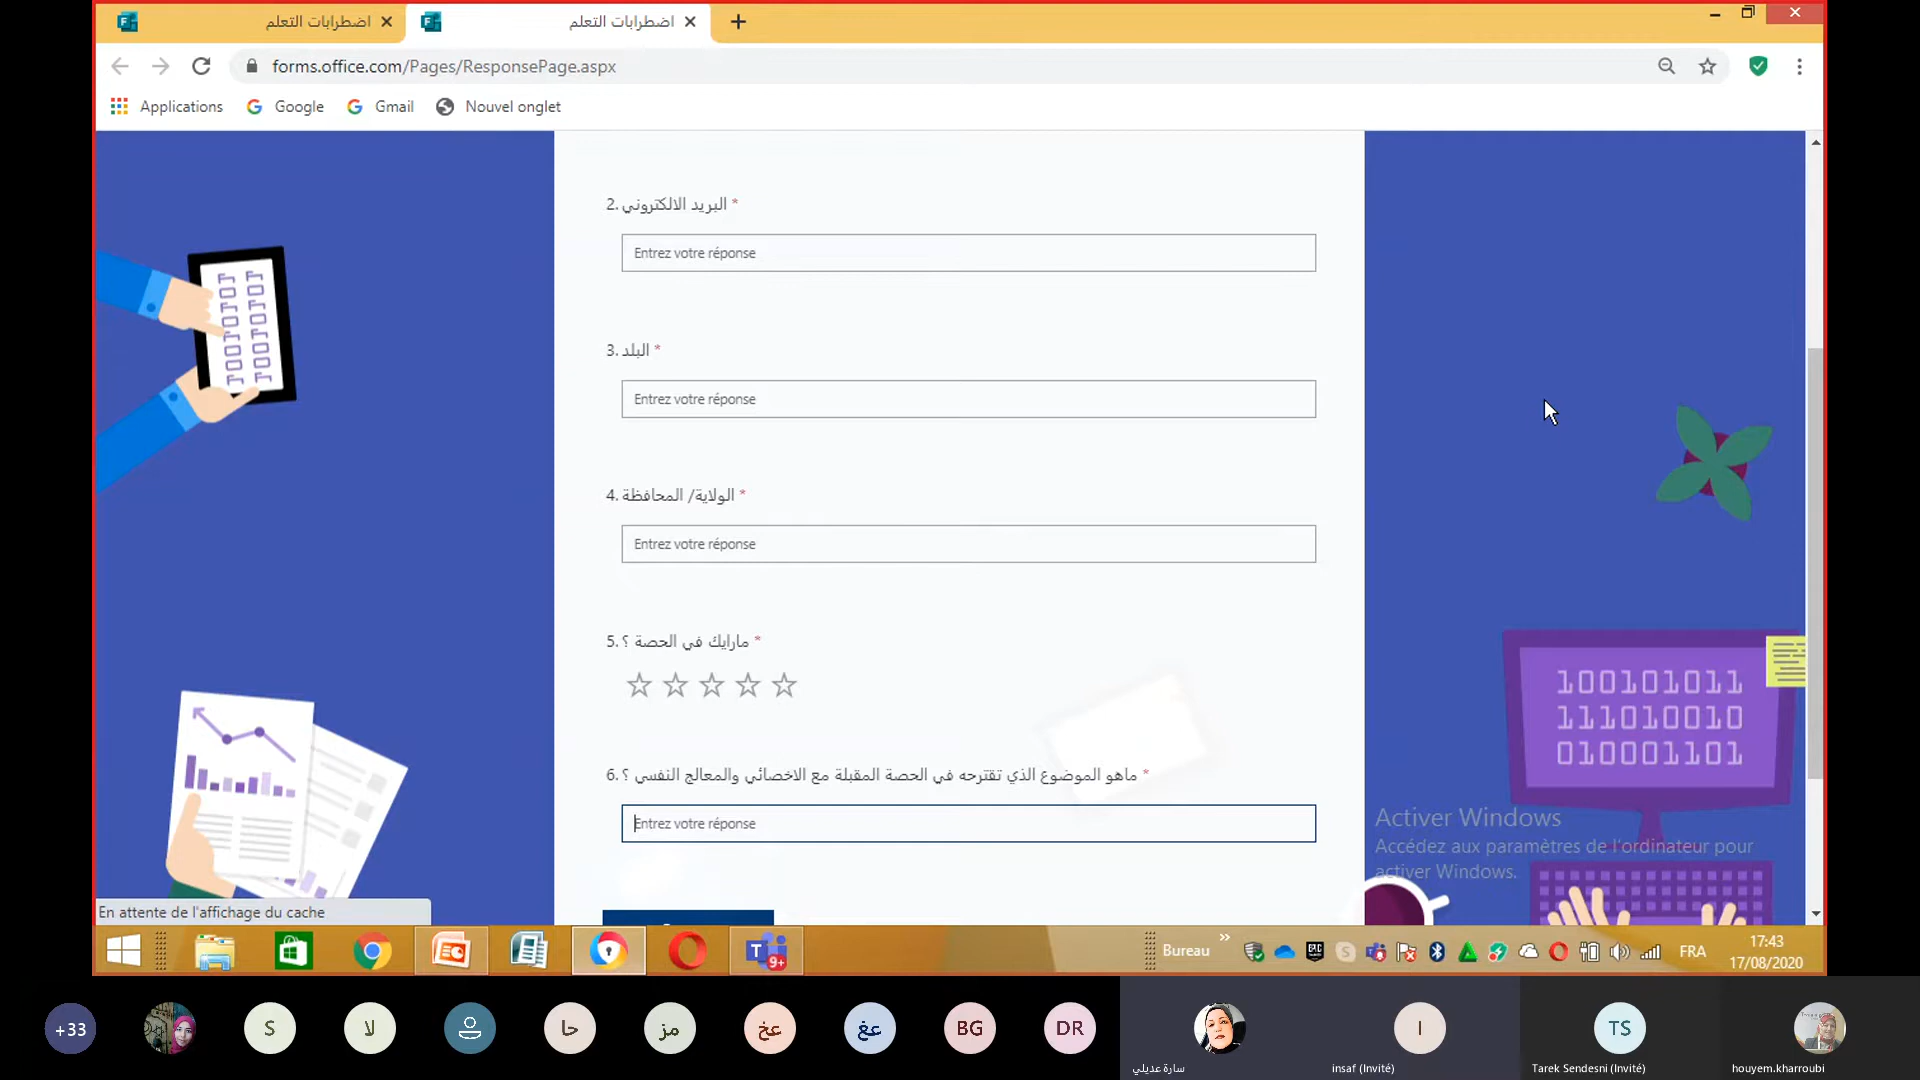 اضطرابات التعلم
اضطرابات التعلم
forms.office.com/Pages/ResponsePage.aspx
Applications
Google
Gmail
Nouvel onglet
2. البريد الالكتروني *
Entrez votre réponse
3. البلد *
Entrez votre réponse
4. الولاية/ المحافظة *
Entrez votre réponse
5. مارايك في الحصة ؟ *
6. ماهو الموضوع الذي تقترحه في الحصة المقبلة مع الاخصائي والمعالج النفسي ؟ *
Entrez votre réponse
100101011
111010010
010001101
Activer Windows
Accédez aux paramètres de l'ordinateur pour
activer Windows.
En attente de l'affichage du cache
9+
Bureau
FRA
17:43
17/08/2020
+33
S
لا
حا
مز
عخ
عغ
BG
DR
سارة عديلي
I
insaf (Invité)
TS
Tarek Sendesni (Invité)
houyem.kharroubi